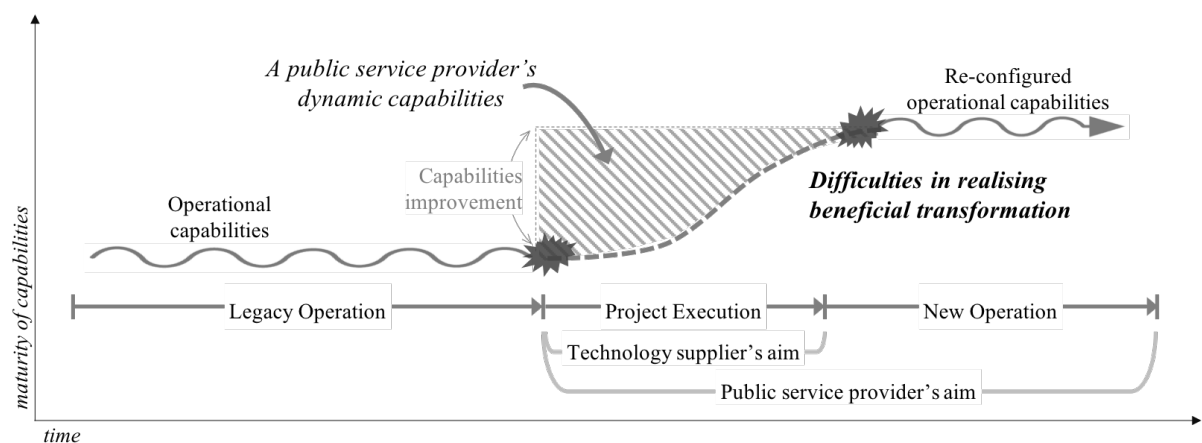 A public service provider's
dynamic capabilities
Re-configured
operational capabilities
Capabilities
improvement
Difficulties in realising
beneficial transformation
Operational
capabilities
maturity of capabilities
Legacy Operation
Project Execution
New Operation
Technology supplier's aim
Public service provider's aim
time